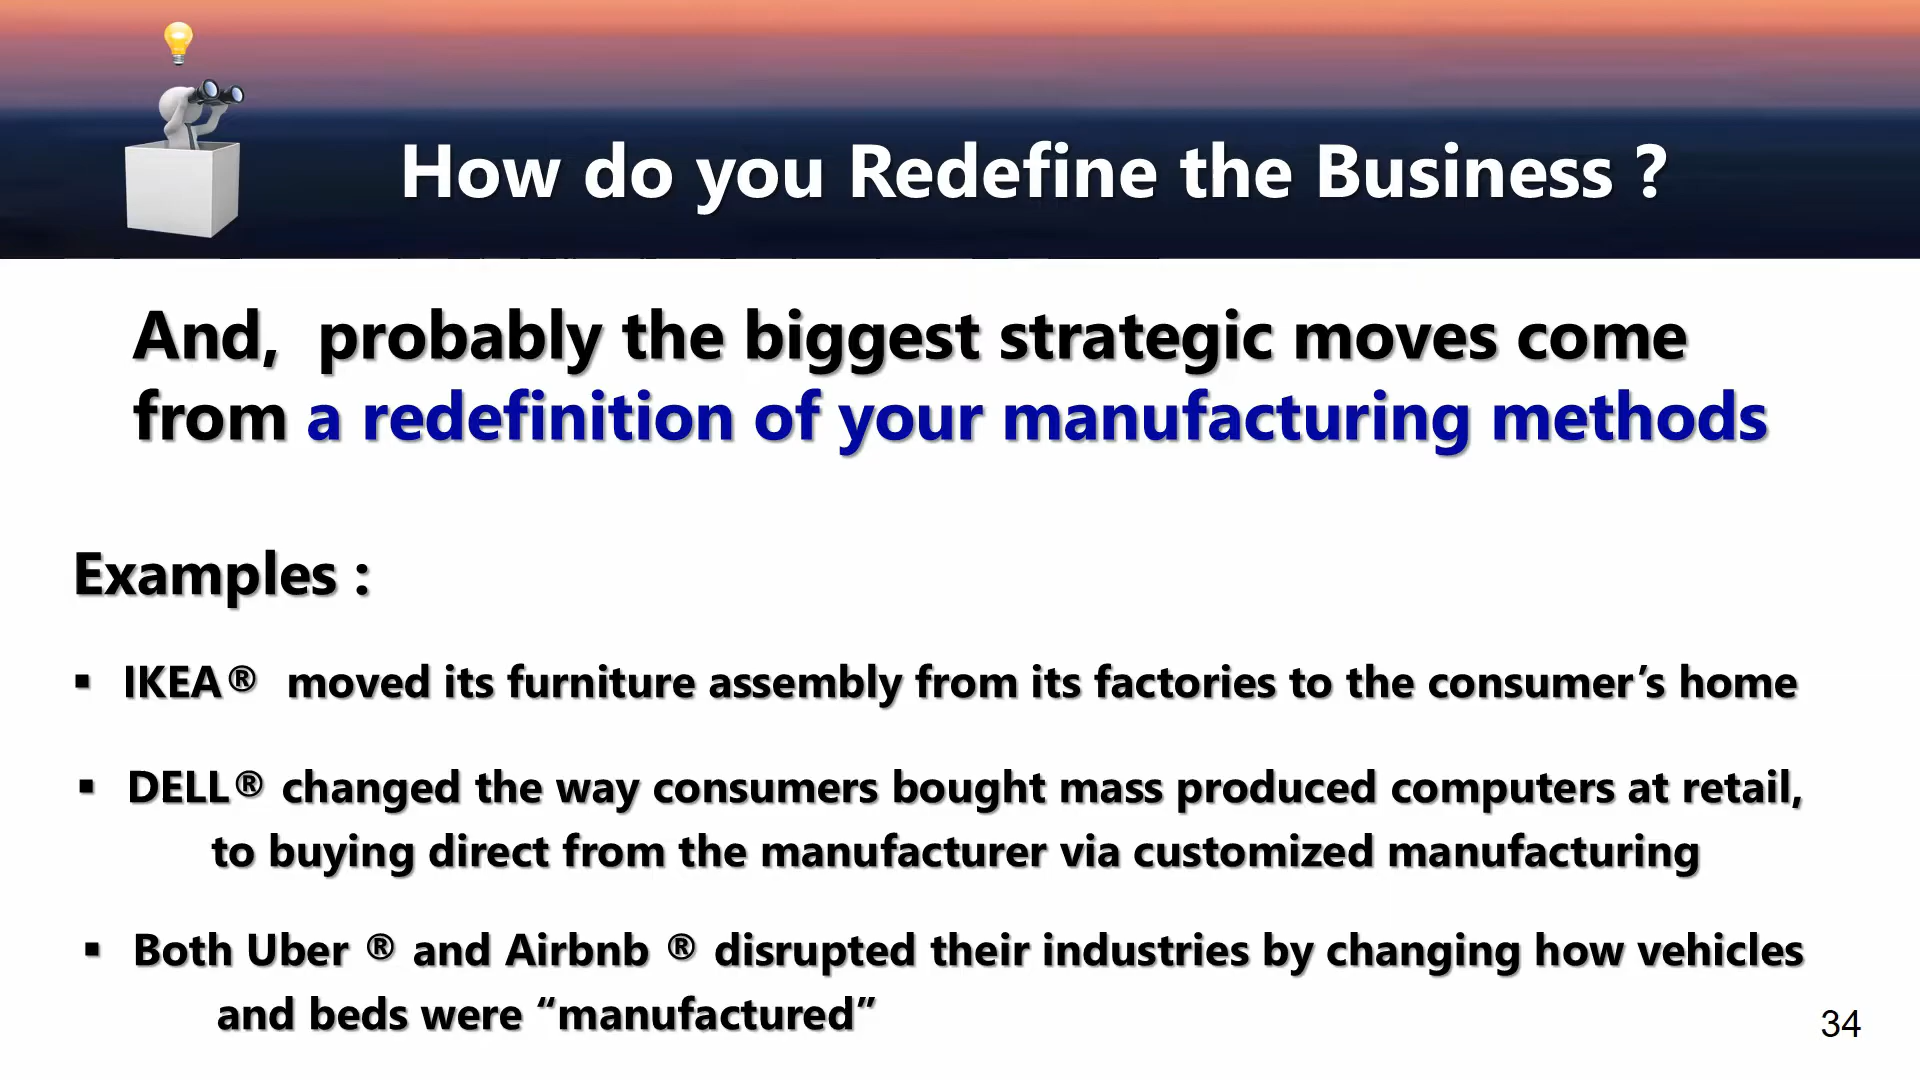 How do you Redefine the Business ?
And, probably the biggest strategic moves come
from a redefinition of your manufacturing methods
Examples :
▪ IKEA® moved its furniture assembly from its factories to the consumer’s home
▪ DELL® changed the way consumers bought mass produced computers at retail,
to buying direct from the manufacturer via customized manufacturing
▪ Both Uber ® and Airbnb ® disrupted their industries by changing how vehicles
and beds were “manufactured”
34